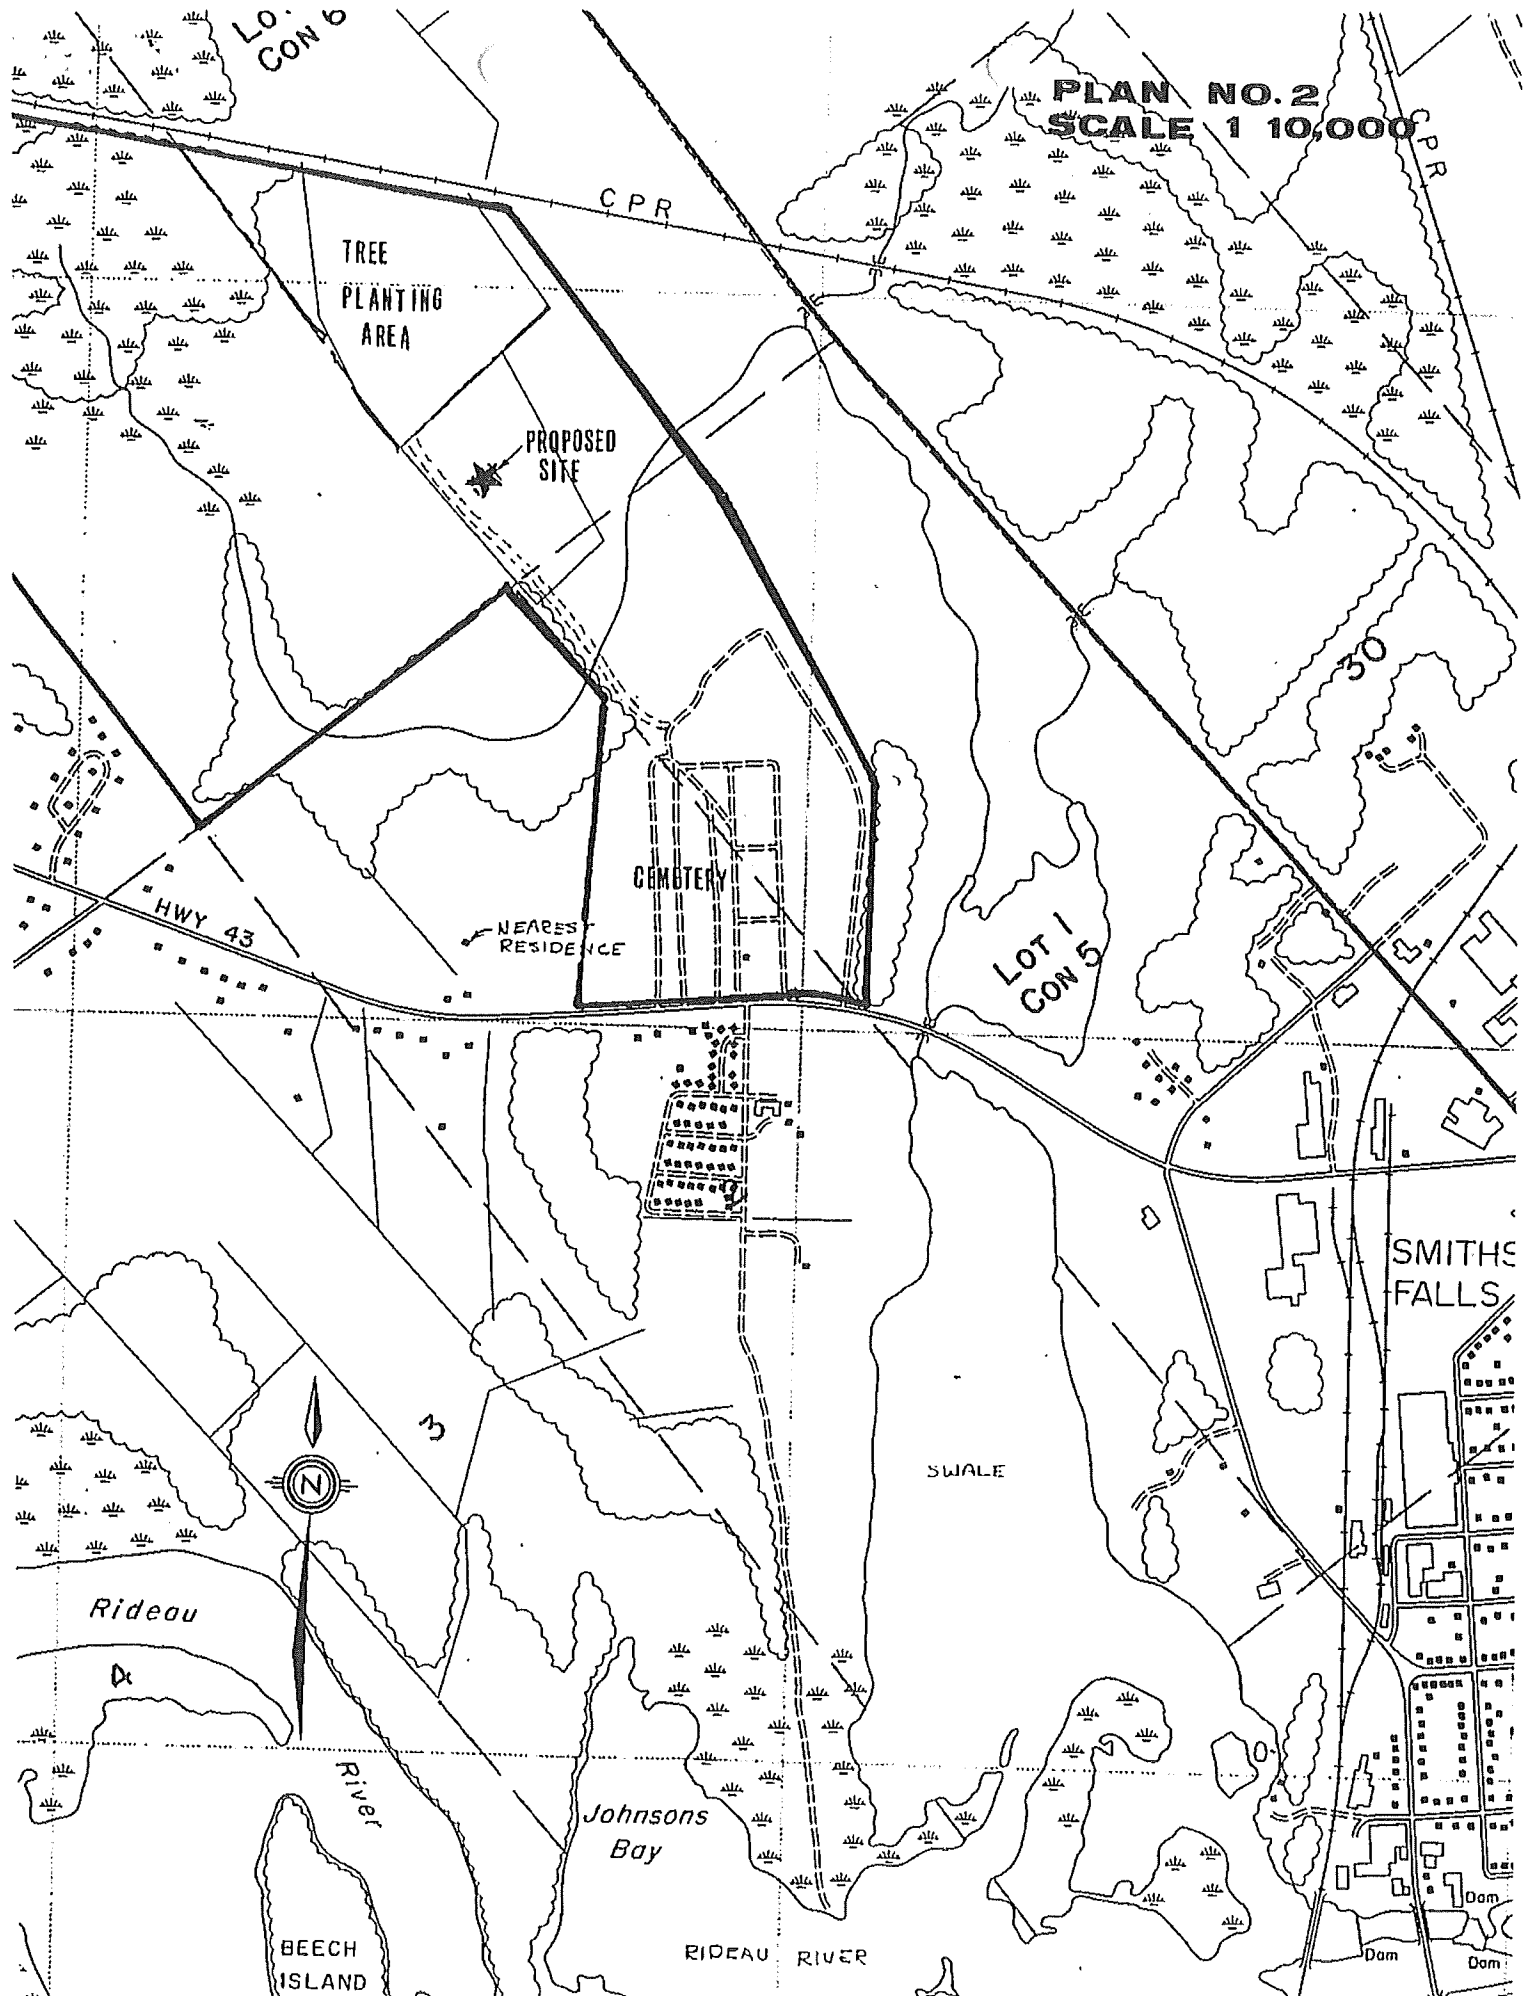 CON 6
PLAN NO. 2
SCALE 1 10,000
CPR
CPR
TREE
PLANTING
AREA
PROPOSED
SITE
30
CEMETERY
HWY 43
NEAREST
RESIDENCE
LOT 1
CON 5
SMITHS
FALLS
3
N
SWALE
Rideau
4
River
Johnsons
Bay
BEECH
ISLAND
RIDEAU RIVER
Dam
Dam
Dam